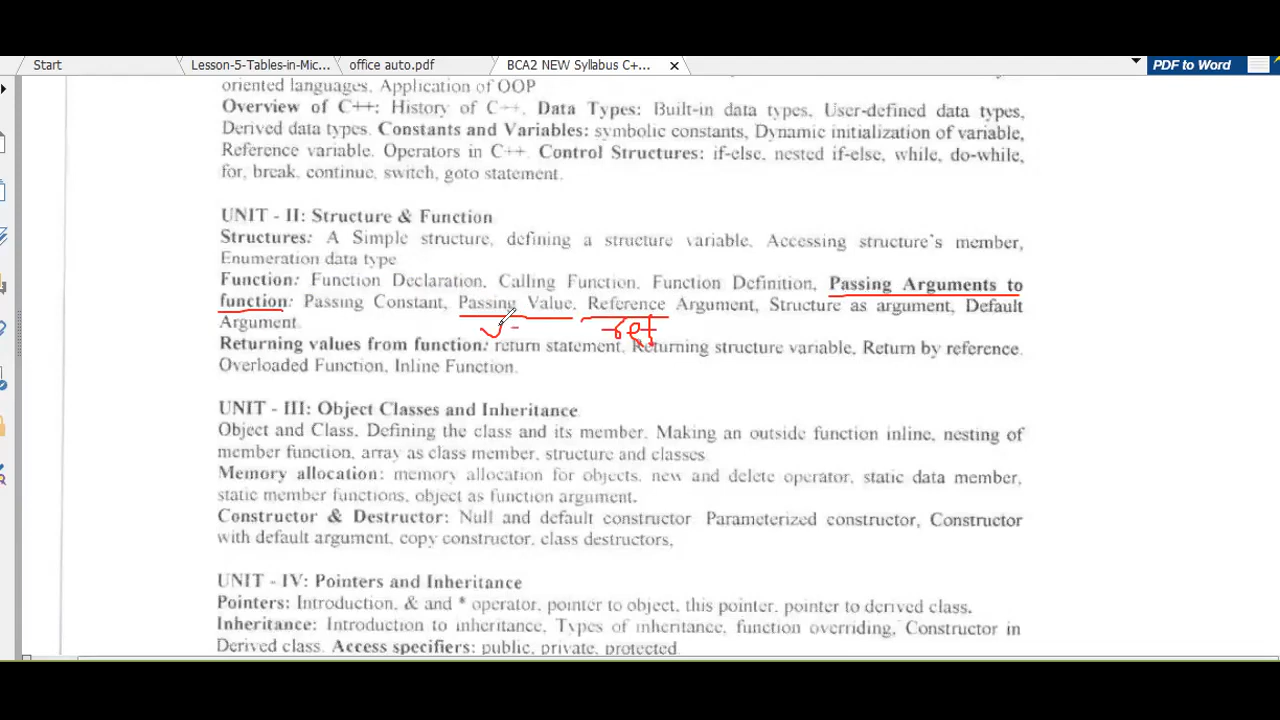 Start Lesson-5-Tables-in-Mic... office auto.pdf BCA2 NEW Syllabus C+... PDF to Word
oriented languages, Application of OOP
Overview of C++: History of C++, Data Types: Built-in data types, User-defined data types,
Derived data types. Constants and Variables: symbolic constants, Dynamic initialization of variable,
Reference variable. Operators in C++ Control Structures: if-else, nested if-else, while, do-while,
for, break, continue, switch, goto statement.
UNIT - II: Structure & Function
Structures: A Simple structure, defining a structure variable, Accessing structure's member,
Enumeration data type
Function: Function Declaration, Calling Function, Function Definition, Passing Arguments to
function: Passing Constant, Passing Value, Reference Argument, Structure as argument, Default
Argument.
ref
Returning values from function: return statement, Returning structure variable, Return by reference.
Overloaded Function, Inline Function.
UNIT - III: Object Classes and Inheritance
Object and Class, Defining the class and its member, Making an outside function inline, nesting of
member function, array as class member, structure and classes
Memory allocation: memory allocation for objects, new and delete operator, static data member,
static member functions, object as function argument.
Constructor & Destructor: Null and default constructor Parameterized constructor, Constructor
with default argument, copy constructor, class destructors,
UNIT - IV: Pointers and Inheritance
Pointers: Introduction, & and * operator, pointer to object, this pointer, pointer to derived class.
Inheritance: Introduction to inheritance, Types of inheritance, function overriding, Constructor in
Derived class. Access specifiers: public, private, protected.